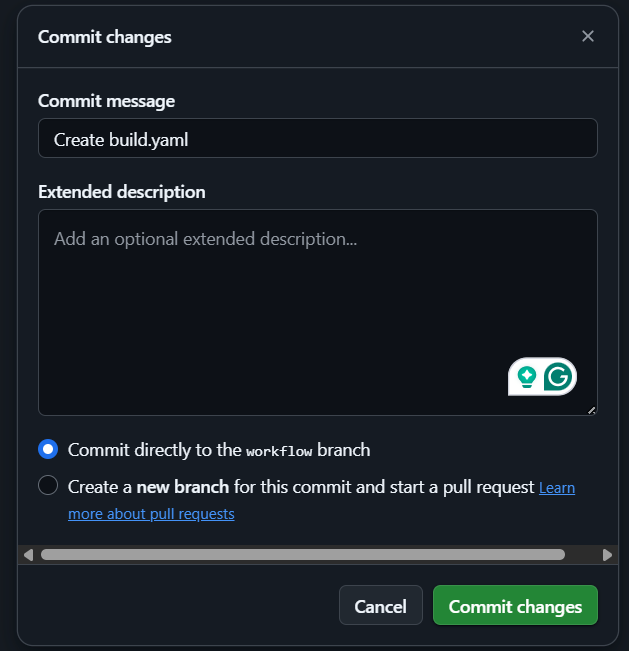 Commit changes
Commit message
Create build.yaml
Extended description
Add an optional extended description...
Commit directly to the workflow branch
Create a new branch for this commit and start a pull request Learn
more about pull requests
Cancel
Commit changes